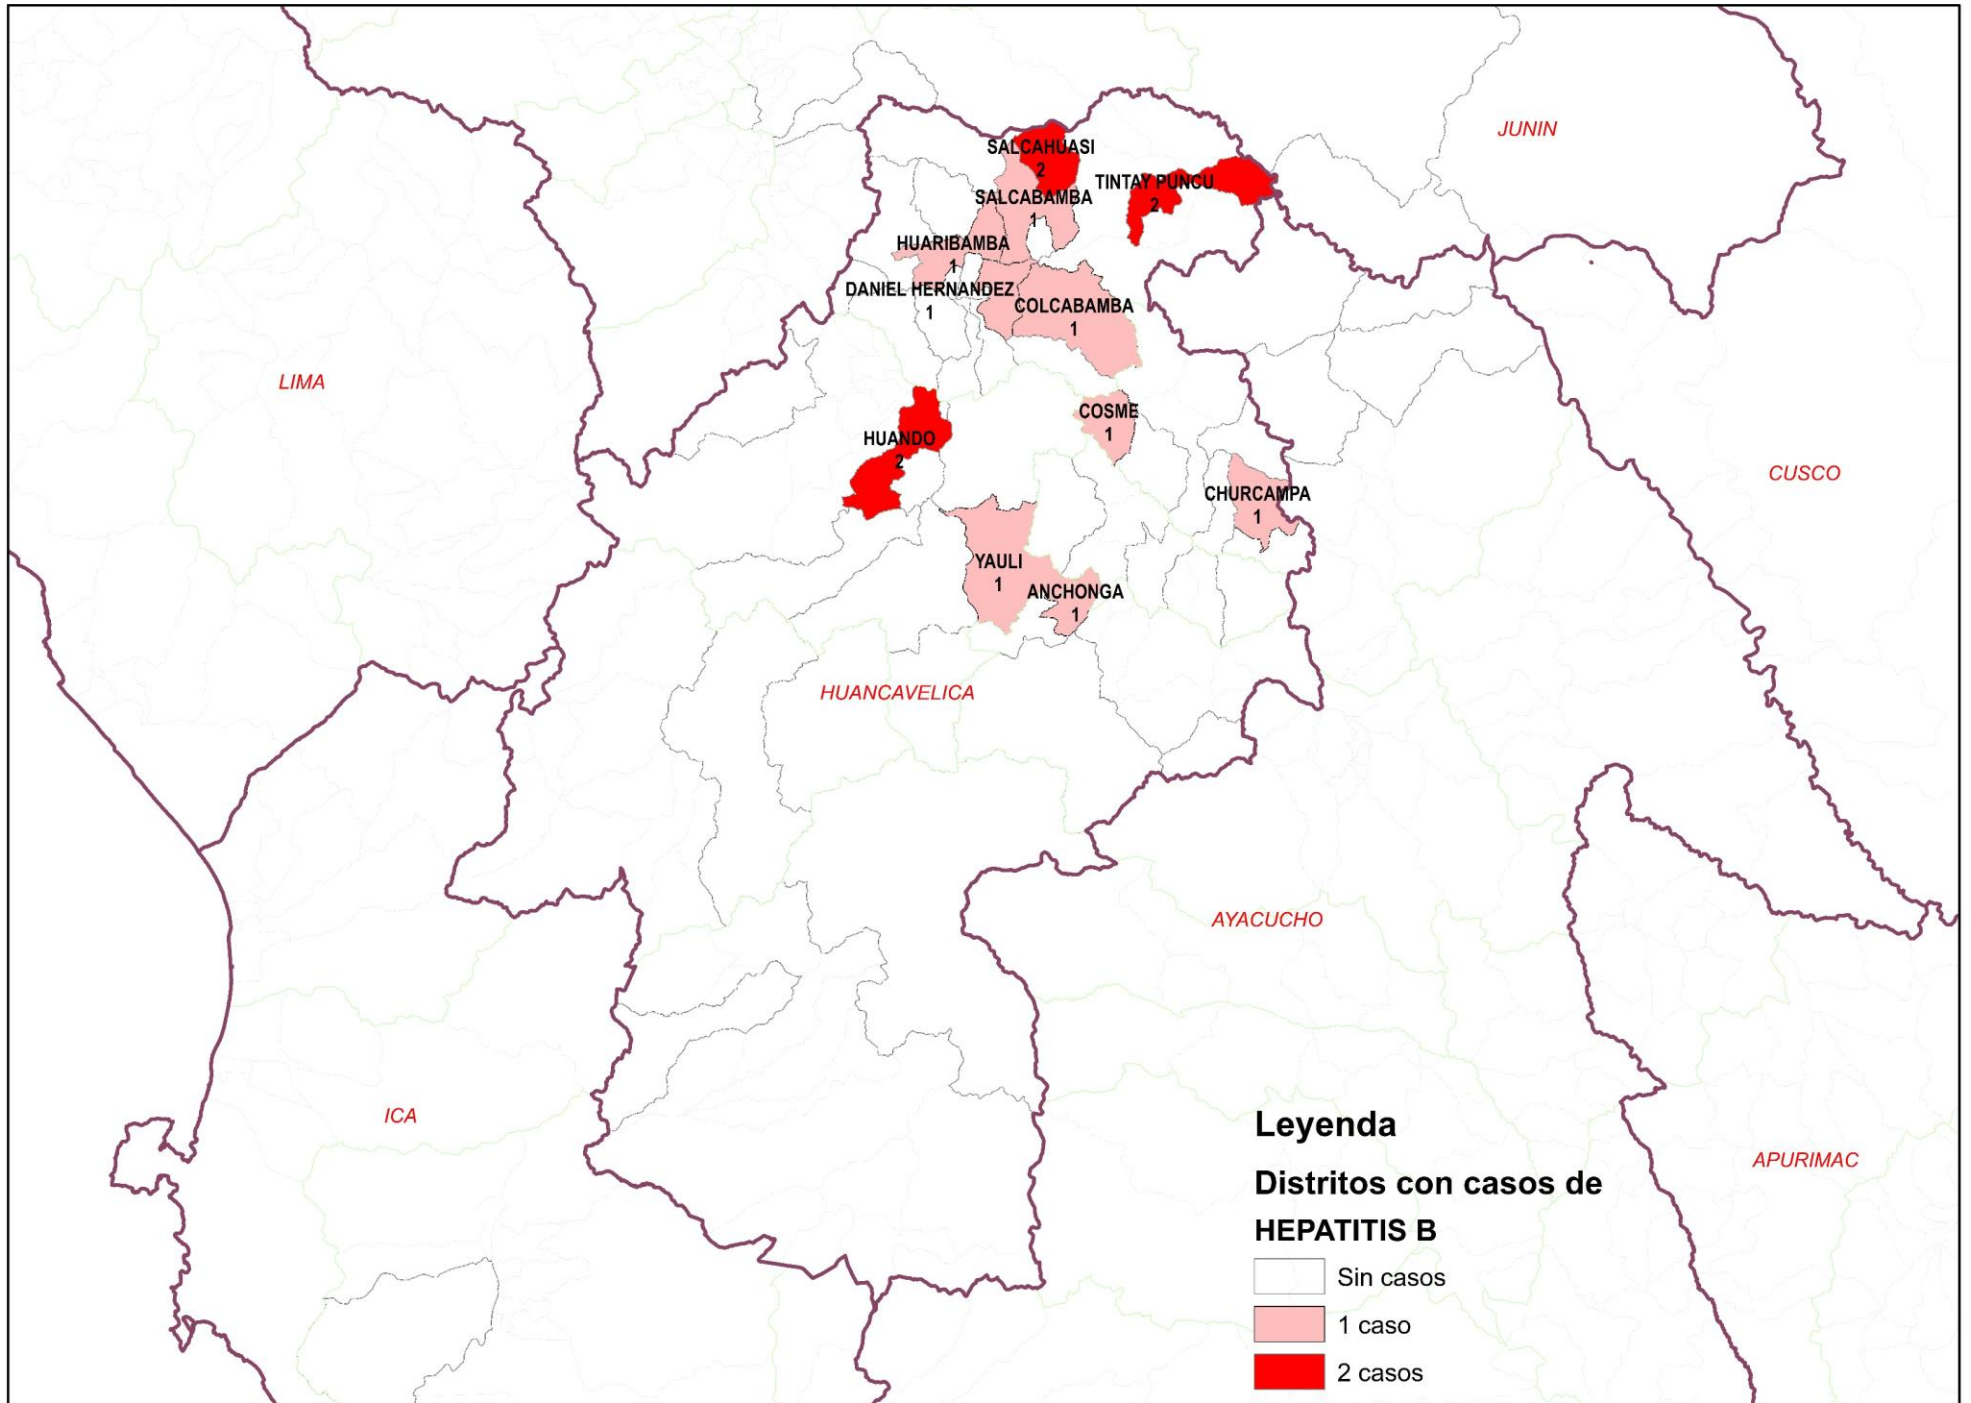 JUNIN
SALCAHUASI
2
TINTAY PUNCU
2
SALCABAMBA
1
HUARIBAMBA
1
DANIEL HERNANDEZ
1
COLCABAMBA
1
LIMA
COSME
1
HUANDO
2
CUSCO
CHURCAMPA
1
YAULI
1
ANCHONGA
1
HUANCAVELICA
AYACUCHO
ICA
APURIMAC
Leyenda
Distritos con casos de
HEPATITIS B
Sin casos
1 caso
2 casos